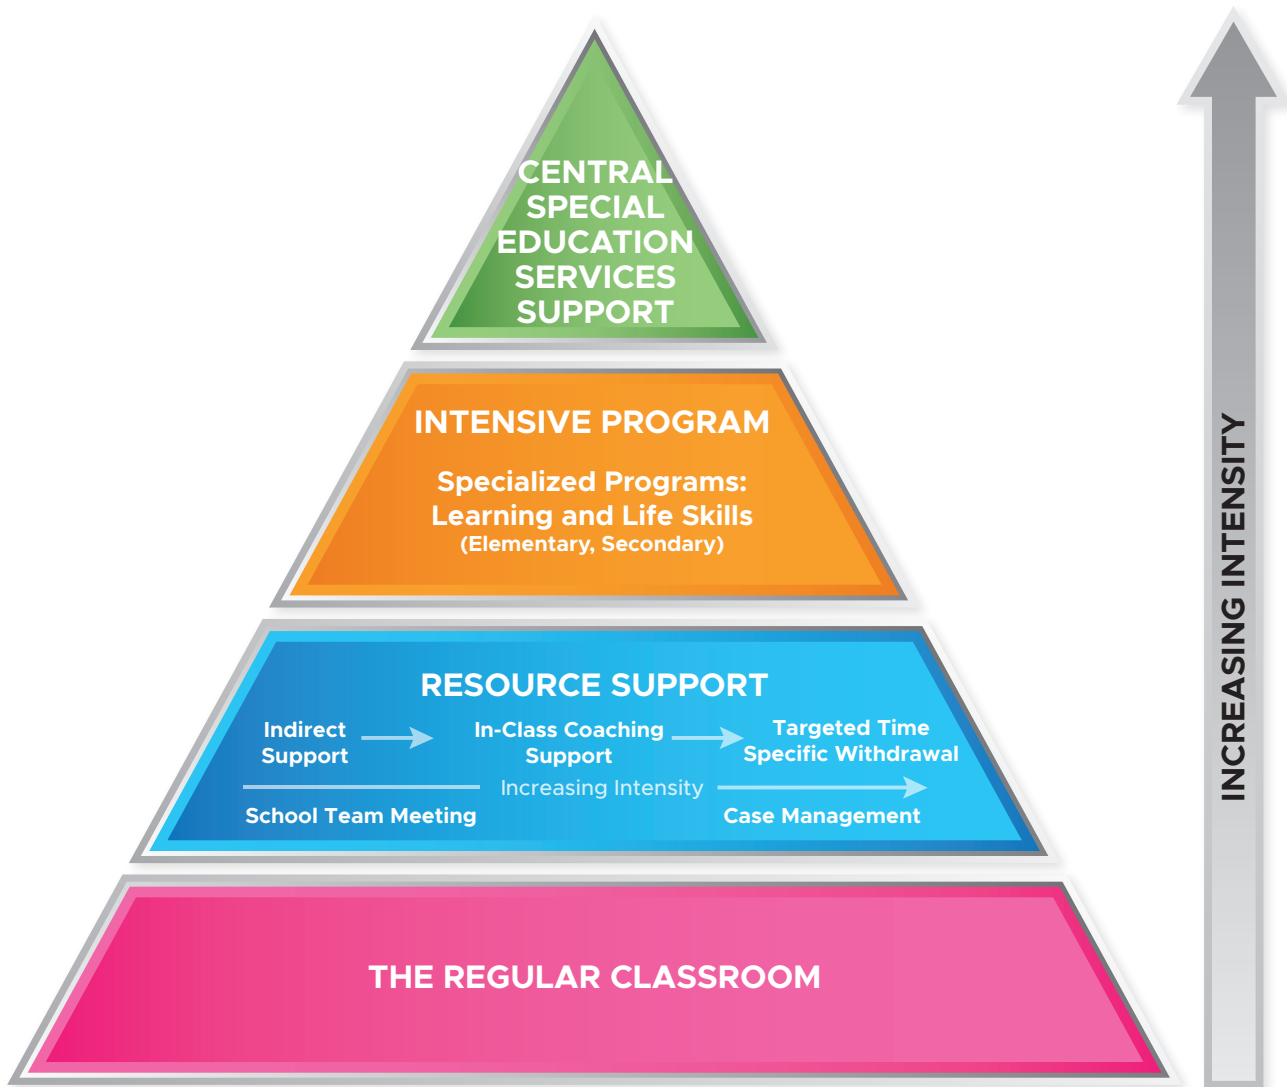 CENTRAL
SPECIAL
EDUCATION
SERVICES
SUPPORT
INTENSIVE PROGRAM
Specialized Programs:
Learning and Life Skills
(Elementary, Secondary)
RESOURCE SUPPORT
Indirect
Support
In-Class Coaching
Support
Targeted Time
Specific Withdrawal
Increasing Intensity
School Team Meeting
Case Management
THE REGULAR CLASSROOM
INCREASING INTENSITY